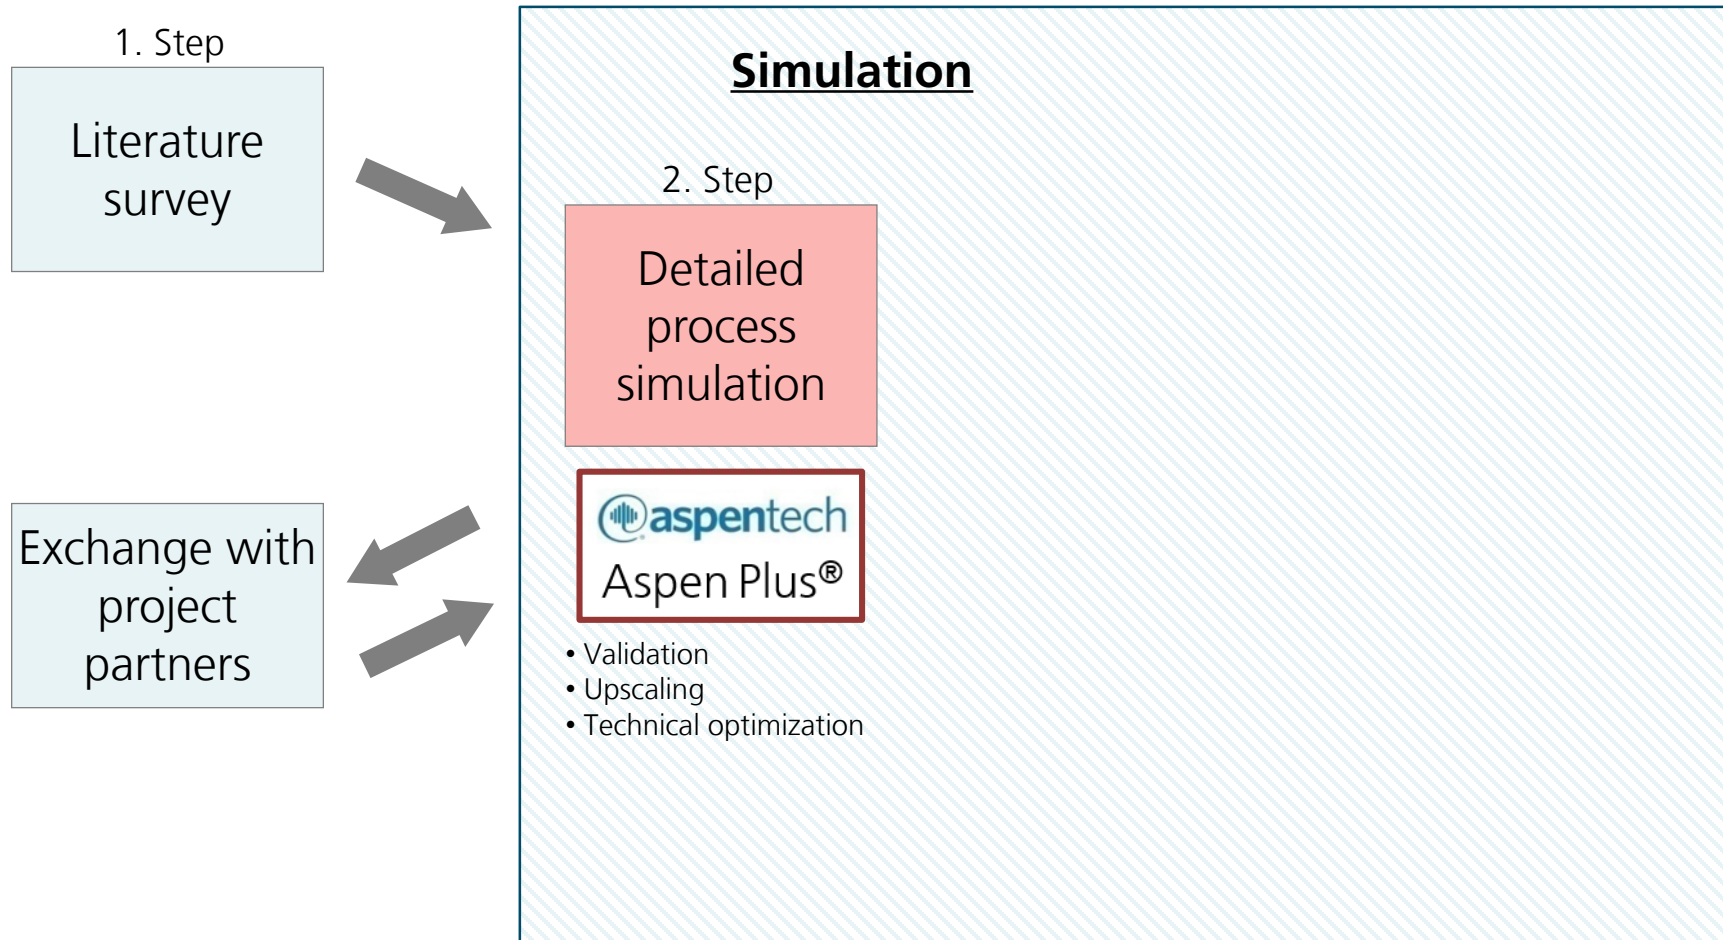 1. Step
Literature
survey
Exchange with
project
partners
Simulation
2. Step
Detailed
process
simulation
aspentech
Aspen Plus®
• Validation
• Upscaling
• Technical optimization